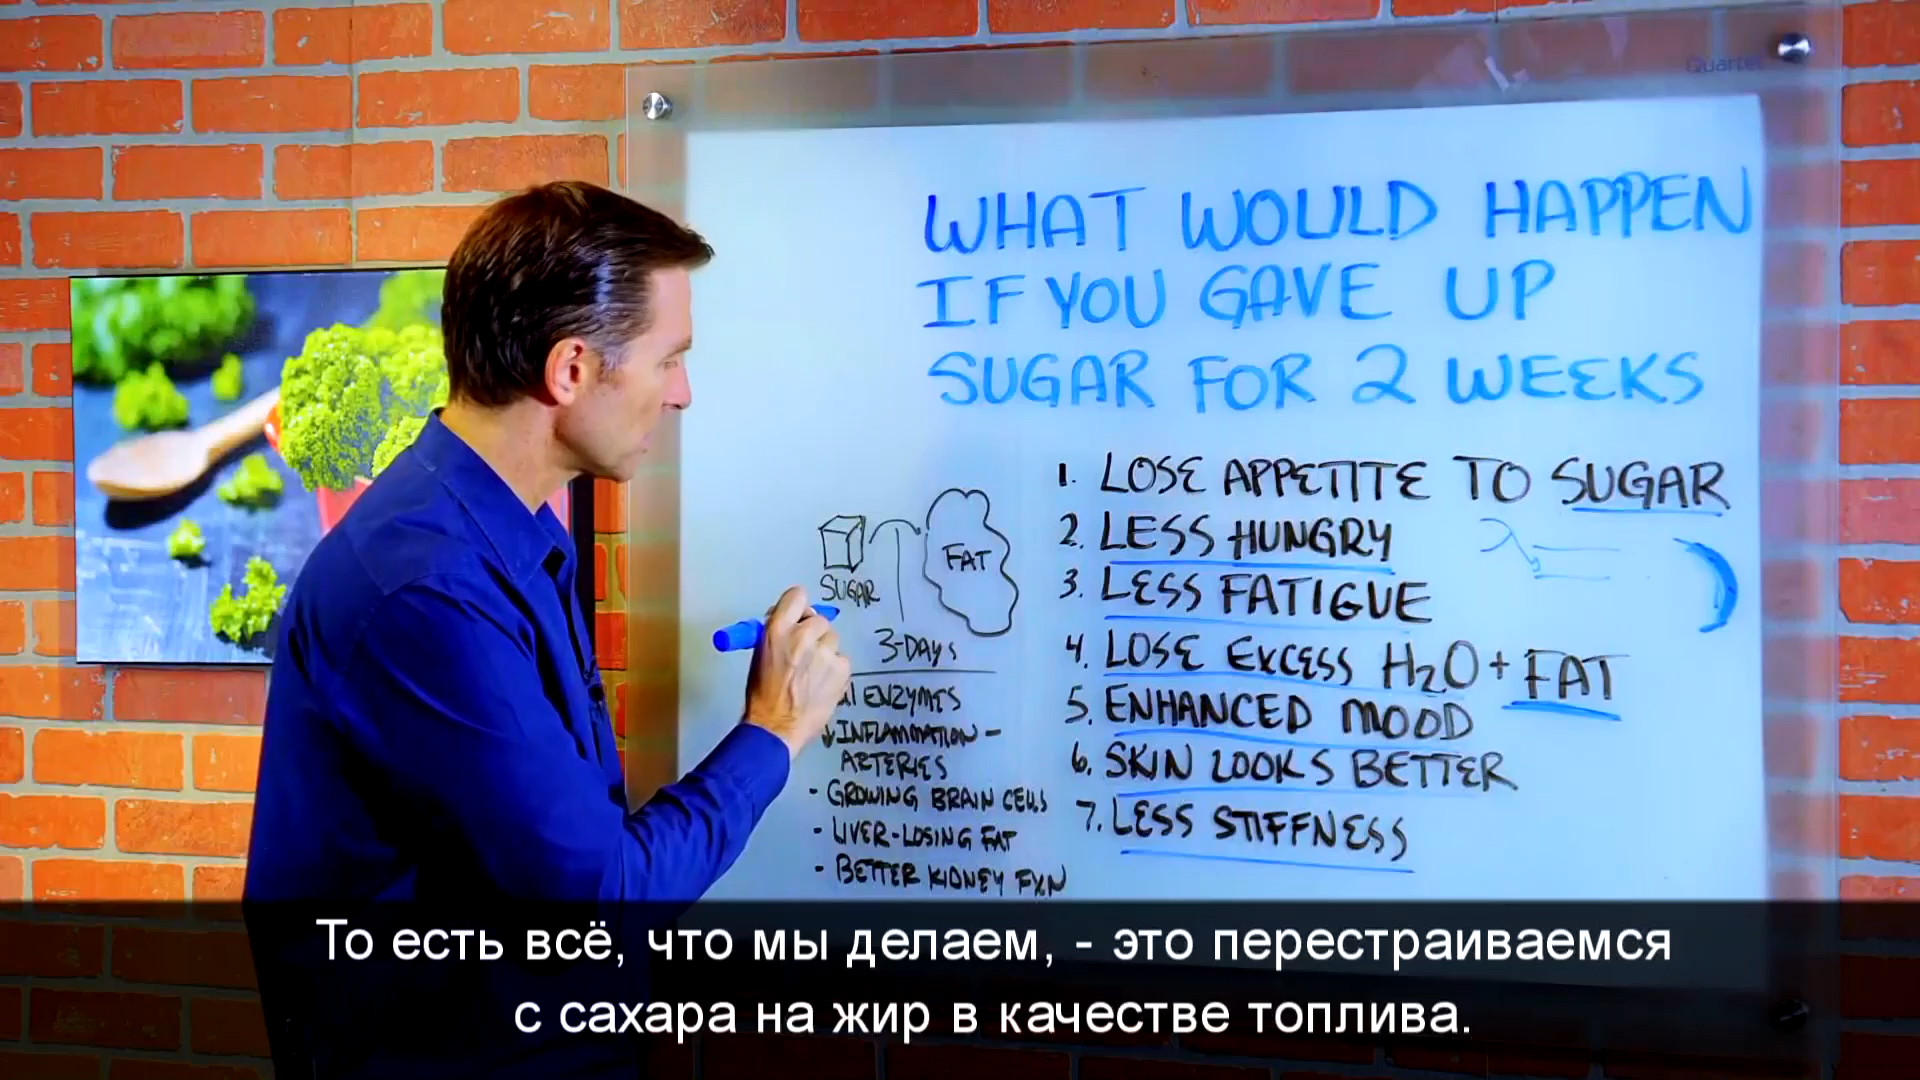 Quartet
WHAT WOULD HAPPEN
IF YOU GAVE UP
SUGAR FOR 2 WEEKS
1. LOSE APPETITE TO SUGAR
2. LESS HUNGRY
3. LESS FATIGUE
4. LOSE EXCESS H2O + FAT
5. ENHANCED MOOD
6. SKIN LOOKS BETTER
7. LESS STIFFNESS
SUGAR
FAT
3-DAYS
ENZYMES
↓ INFLAMMATION -
ARTERIES
- GROWING BRAIN CELLS
- LIVER-LOSING FAT
- BETTER KIDNEY FXN
То есть всё, что мы делаем, - это перестраиваемся
с сахара на жир в качестве топлива.